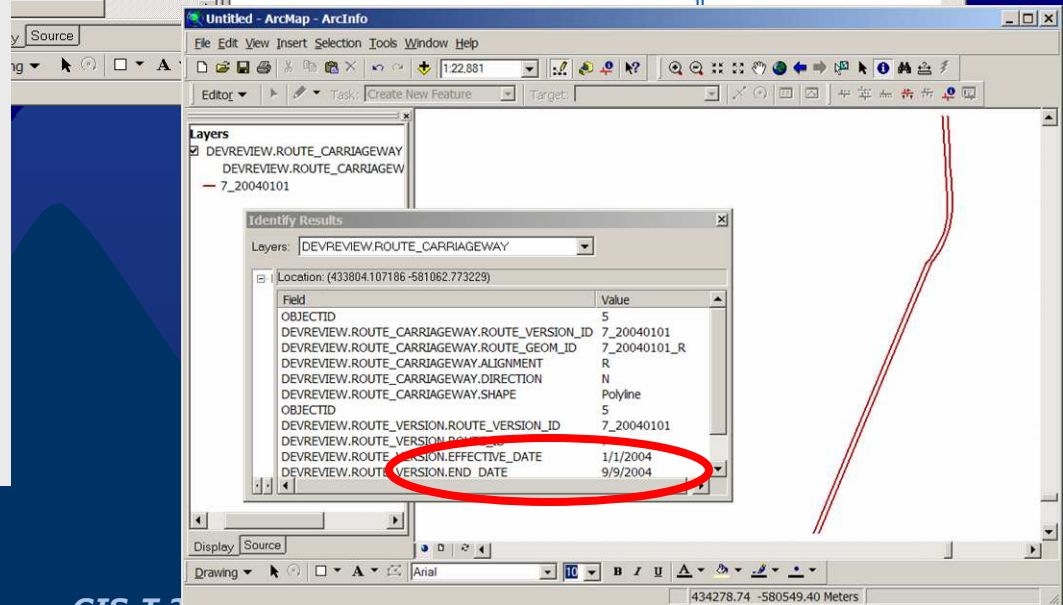 Untitled - ArcMap - ArcInfo
Source
File Edit View Insert Selection Tools Window Help
1:22,881
Editor Task: Create New Feature Target:
Layers
DEVREVIEW.ROUTE_CARRIAGEWAY
DEVREVIEW.ROUTE_CARRIAGEW
7_20040101
Identify Results
Layers: DEVREVIEW.ROUTE_CARRIAGEWAY
Location: (433804.107186 -581062.773229)
Field Value
OBJECTID 5
DEVREVIEW.ROUTE_CARRIAGEWAY.ROUTE_VERSION_ID 7_20040101
DEVREVIEW.ROUTE_CARRIAGEWAY.ROUTE_GEOM_ID 7_20040101_R
DEVREVIEW.ROUTE_CARRIAGEWAY.ALIGNMENT R
DEVREVIEW.ROUTE_CARRIAGEWAY.DIRECTION N
DEVREVIEW.ROUTE_CARRIAGEWAY.SHAPE Polyline
OBJECTID 5
DEVREVIEW.ROUTE_VERSION.ROUTE_VERSION_ID 7_20040101
DEVREVIEW.ROUTE_VERSION.EFFECTIVE_DATE 1/1/2004
DEVREVIEW.ROUTE_VERSION.END_DATE 9/9/2004
Display Source
Drawing A Arial 10 B I U A
434278.74 -580549.40 Meters
GIS-T